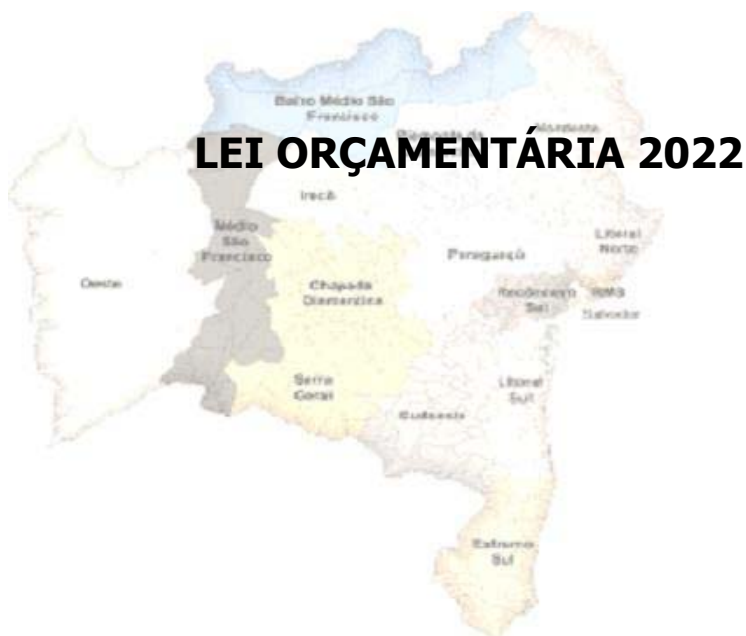 Baixo Médio São
Francisco
Nordeste
LEI ORÇAMENTÁRIA 2022
Irecê
Médio
São
Francisco
Litoral
Norte
Paraguaçu
Oeste
Chapada
Diamantina
Recôncavo
Sul
RMS
Salvador
Serra
Geral
Litoral
Sul
Sudoeste
Extremo
Sul